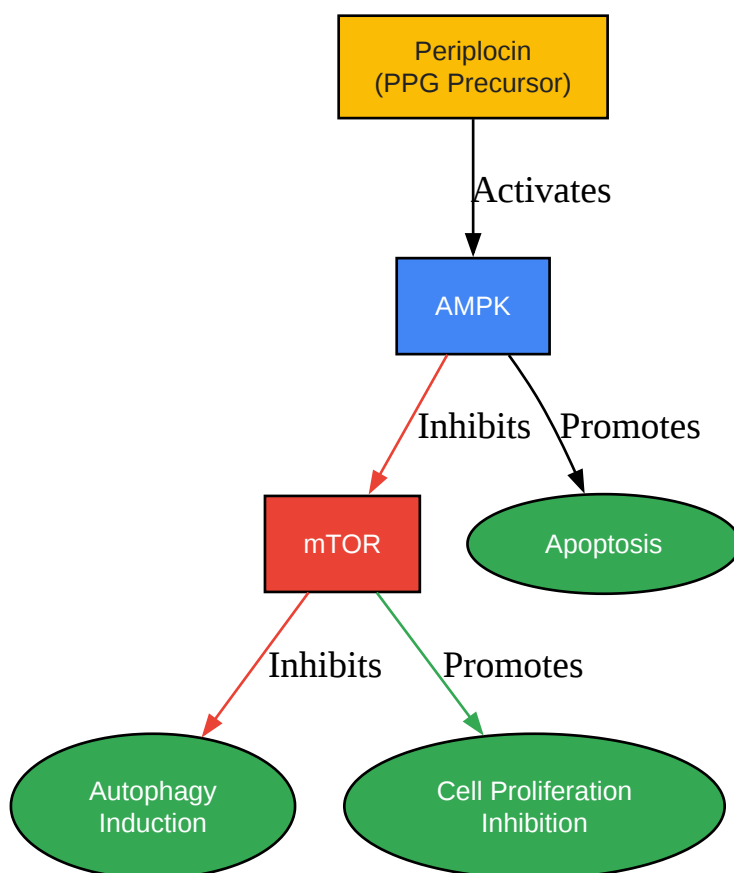 Periplocin
(PPG Precursor)
Activates
AMPK
Inhibits
Promotes
mTOR
Apoptosis
Inhibits
Promotes
Autophagy
Induction
Cell Proliferation
Inhibition